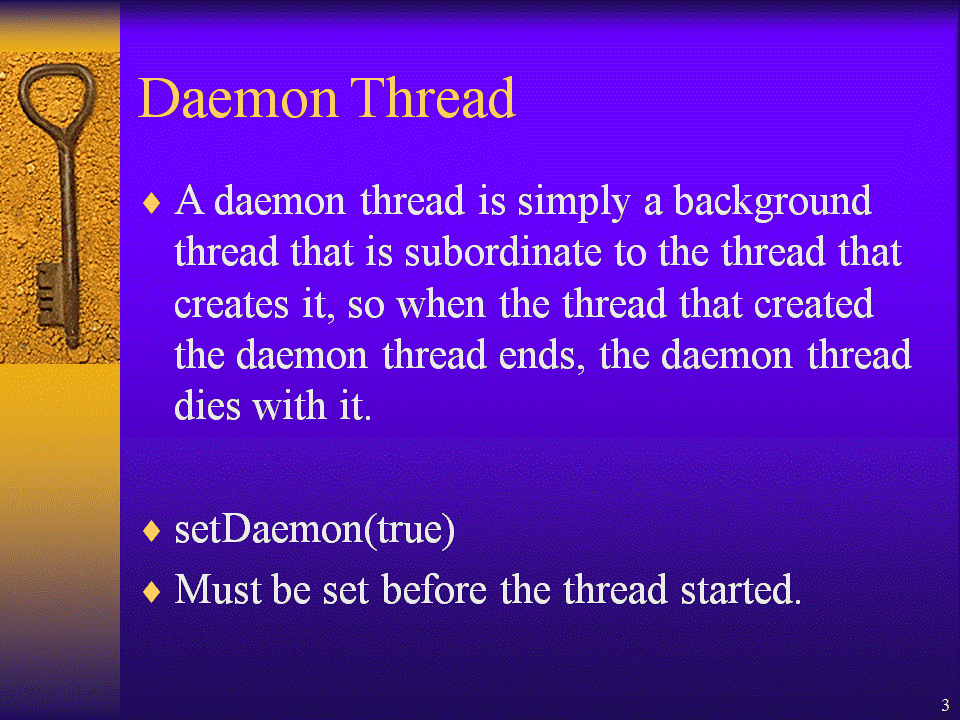 Daemon Thread
A daemon thread is simply a background
thread that is subordinate to the thread that
creates it, so when the thread that created
the daemon thread ends, the daemon thread
dies with it.
setDaemon(true)
Must be set before the thread started.
3